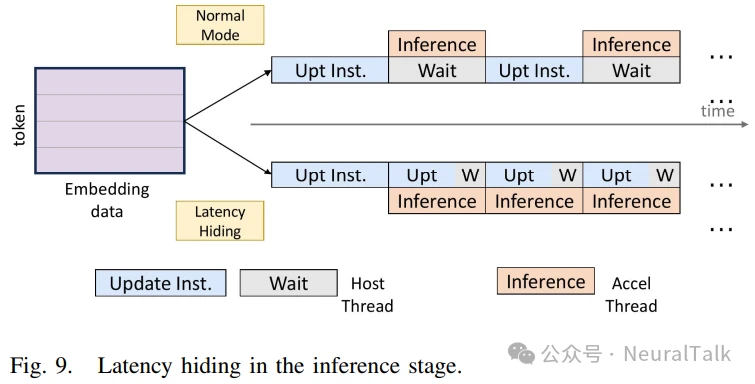 Normal
Mode
Inference
Inference
Upt Inst.
Wait
Upt Inst.
Wait
...
...
time
token
Embedding
data
Upt Inst.
Upt
W
Upt
W
Upt
W
Inference
Inference
Inference
...
...
Latency
Hiding
Update Inst.
Wait
Host
Thread
Inference
Accel
Thread
Fig. 9. Latency hiding in the inference stage.
公众号 · NeuralTalk